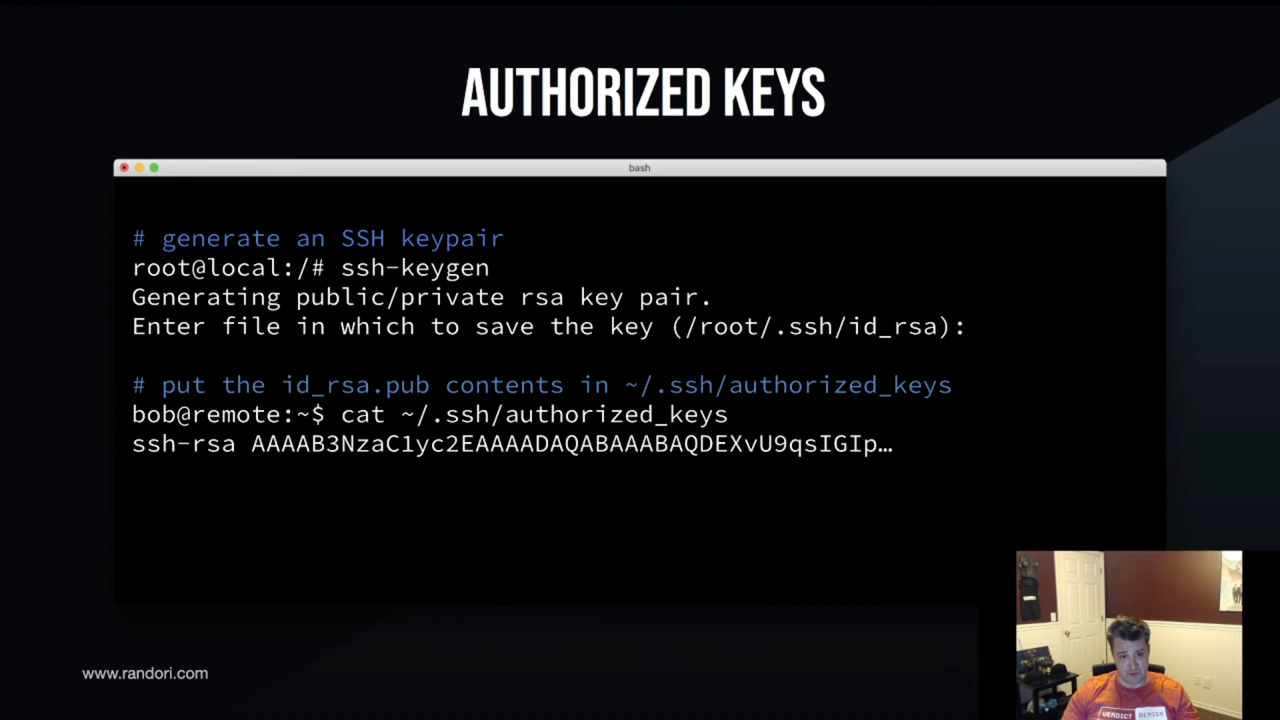 AUTHORIZED KEYS
bash
# generate an SSH keypair
root@local:/# ssh-keygen
Generating public/private rsa key pair.
Enter file in which to save the key (/root/.ssh/id_rsa):
# put the id_rsa.pub contents in ~/.ssh/authorized_keys
bob@remote:~$ cat ~/.ssh/authorized_keys
ssh-rsa AAAAB3NzaC1yc2EAAAADAQABAAABAQDEXvU9qsIGIp…
www.randori.com
VERDICT BENIGN